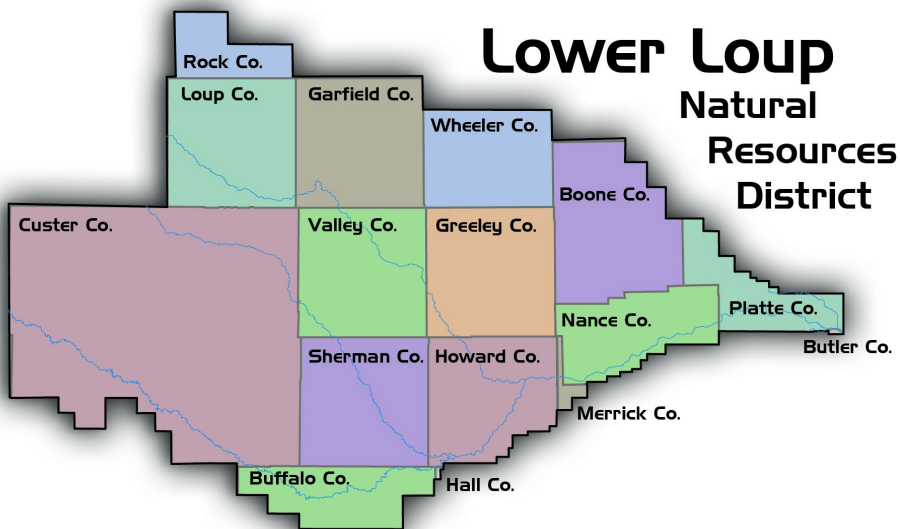 Lower Loup
Natural
Resources
District
Rock Co.
Loup Co.
Garfield Co.
Wheeler Co.
Boone Co.
Custer Co.
Valley Co.
Greeley Co.
Platte Co.
Nance Co.
Butler Co.
Sherman Co.
Howard Co.
Merrick Co.
Buffalo Co.
Hall Co.